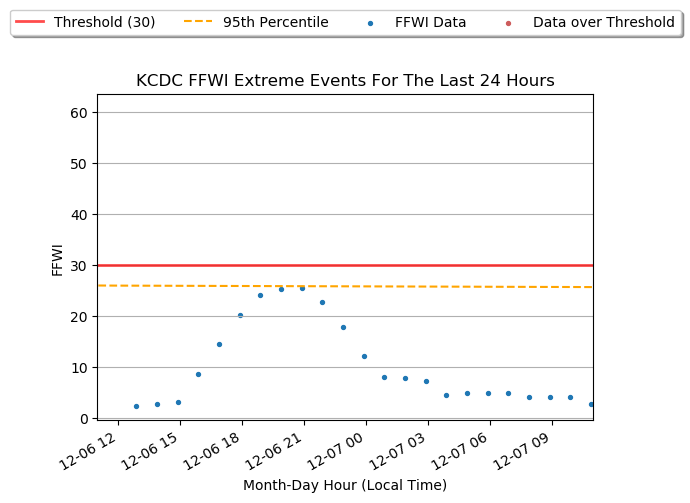 Threshold (30) 95th Percentile FFWI Data Data over Threshold
KCDC FFWI Extreme Events For The Last 24 Hours
60
50
40
30
20
10
0
FFWI
12-06 12 12-06 15 12-06 18 12-06 21 12-07 00 12-07 03 12-07 06 12-07 09
Month-Day Hour (Local Time)